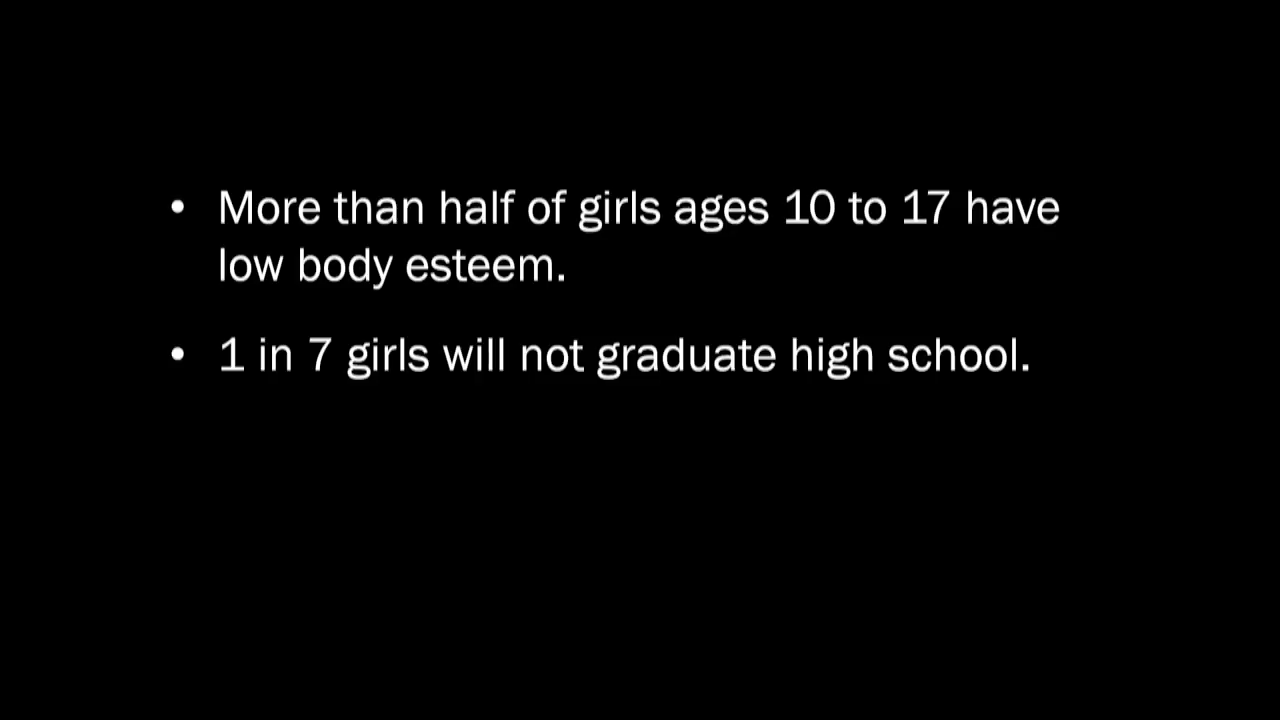 • More than half of girls ages 10 to 17 have
low body esteem.
• 1 in 7 girls will not graduate high school.